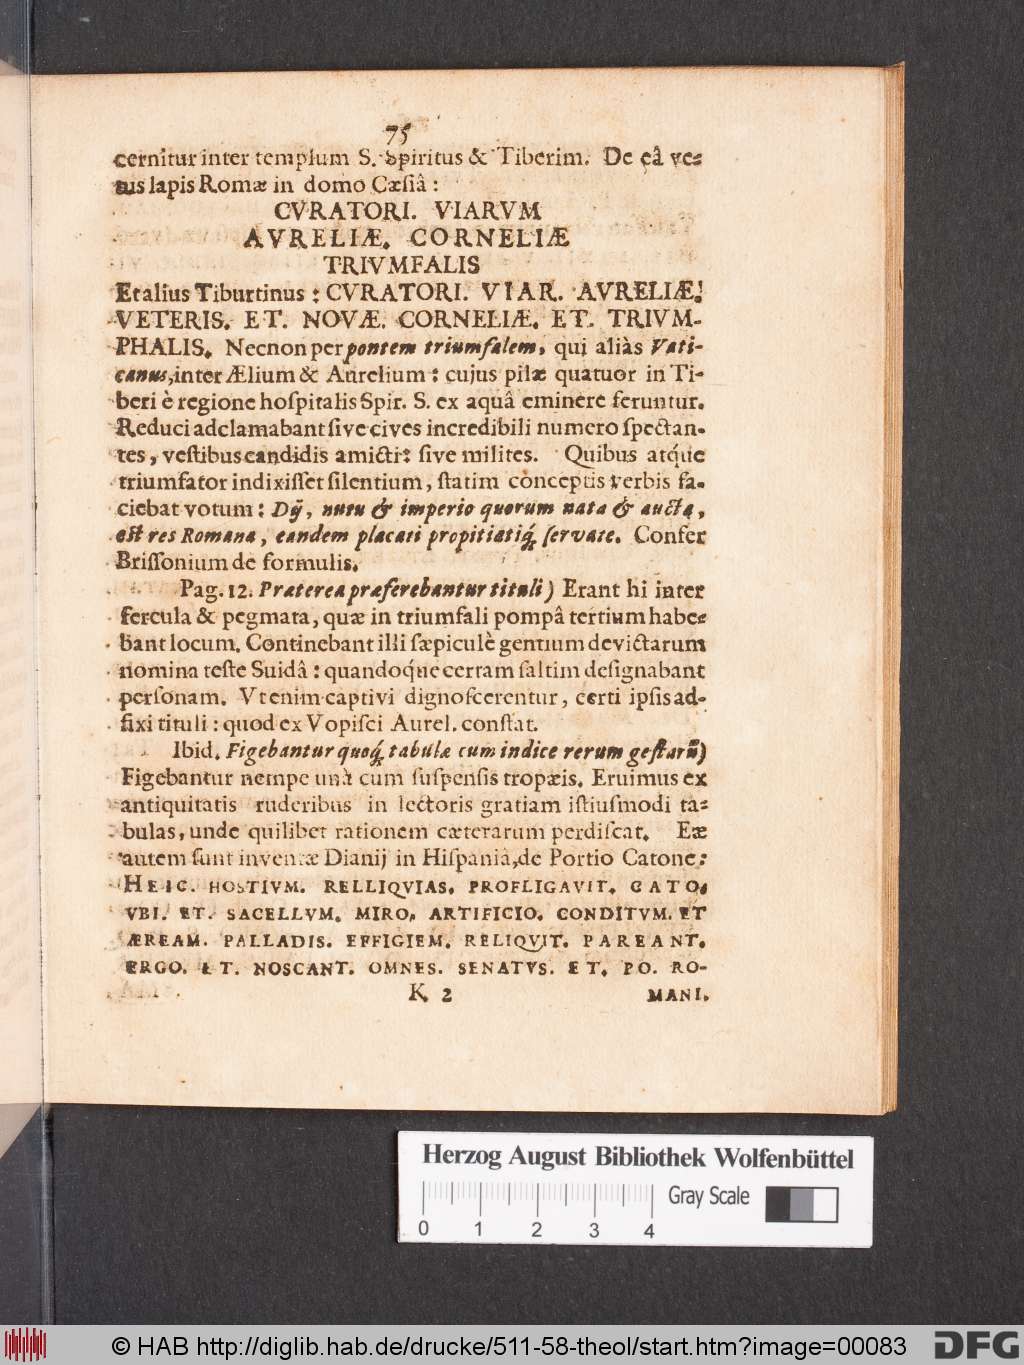 75
cernitur inter templum S. Spiritus & Tiberim. De eâ ve-
tus lapis Romæ in domo Cæsiâ:
CVRATORI. VIARVM
AVRELIÆ. CORNELIÆ
TRIVMFALIS
Et alius Tiburtinus: CVRATORI. VIAR. AVRELIÆ.
VETERIS. ET. NOVÆ. CORNELIÆ. ET. TRIVM-
PHALIS. Necnon per pontem triumfalem, qui aliàs Vati-
canus, inter Ælium & Aurelium: cujus pilæ quatuor in Ti-
beri è regione hoſpitalis Spir. S. ex aquâ eminere feruntur.
Reduci adclamabant ſive cives incredibili numero ſpectan-
tes, veſtibus candidis amicti: ſive milites. Quibus atq́ue
triumfator indixiſſet ſilentium, ſtatim conceptis verbis fa-
ciebat votum: Dij, nutu & imperio quorum nata & aucta,
eſt res Romana, eandem placati propitiatiq́ ſervate. Confer
Briſſonium de formulis.
Pag. 12. Præterea præferebantur tituli) Erant hi inter
fercula & pegmata, quæ in triumfali pompâ tertium habe-
bant locum. Continebant illi ſæpiculè gentium devictarum
nomina teſte Suidâ: quandoq́ue certam ſaltim deſignabant
perſonam. Vt enim captivi dignoſcerentur, certi ipſis ad-
fixi tituli: quod ex Vopiſci Aurel. conſtat.
Ibid. Figebantur quoq́ tabulæ cum indice rerum geſtarū)
Figebantur nempe unà cum ſuſpenſis tropæis. Eruimus ex
antiquitatis ruderibus in lectoris gratiam iſtiuſmodi ta-
bulas, unde quilibet rationem cæterarum perdiſcat. Eæ
autem ſunt inventæ Dianij in Hiſpaniâ, de Portio Catone:
HEIC. HOSTIVM. RELLIQVIAS. PROFLIGAVIT. CATO.
VBI. ET. SACELLVM. MIRO. ARTIFICIO. CONDITVM. ET
ÆREAM. PALLADIS. EFFIGIEM. RELIQVIT. PAREANT.
ERGO. ET. NOSCANT. OMNES. SENATVS. ET. PO. RO-
K 2 MANI.
Herzog August Bibliothek Wolfenbüttel
Gray Scale
0 1 2 3 4
© HAB http://diglib.hab.de/drucke/511-58-theol/start.htm?image=00083
DFG